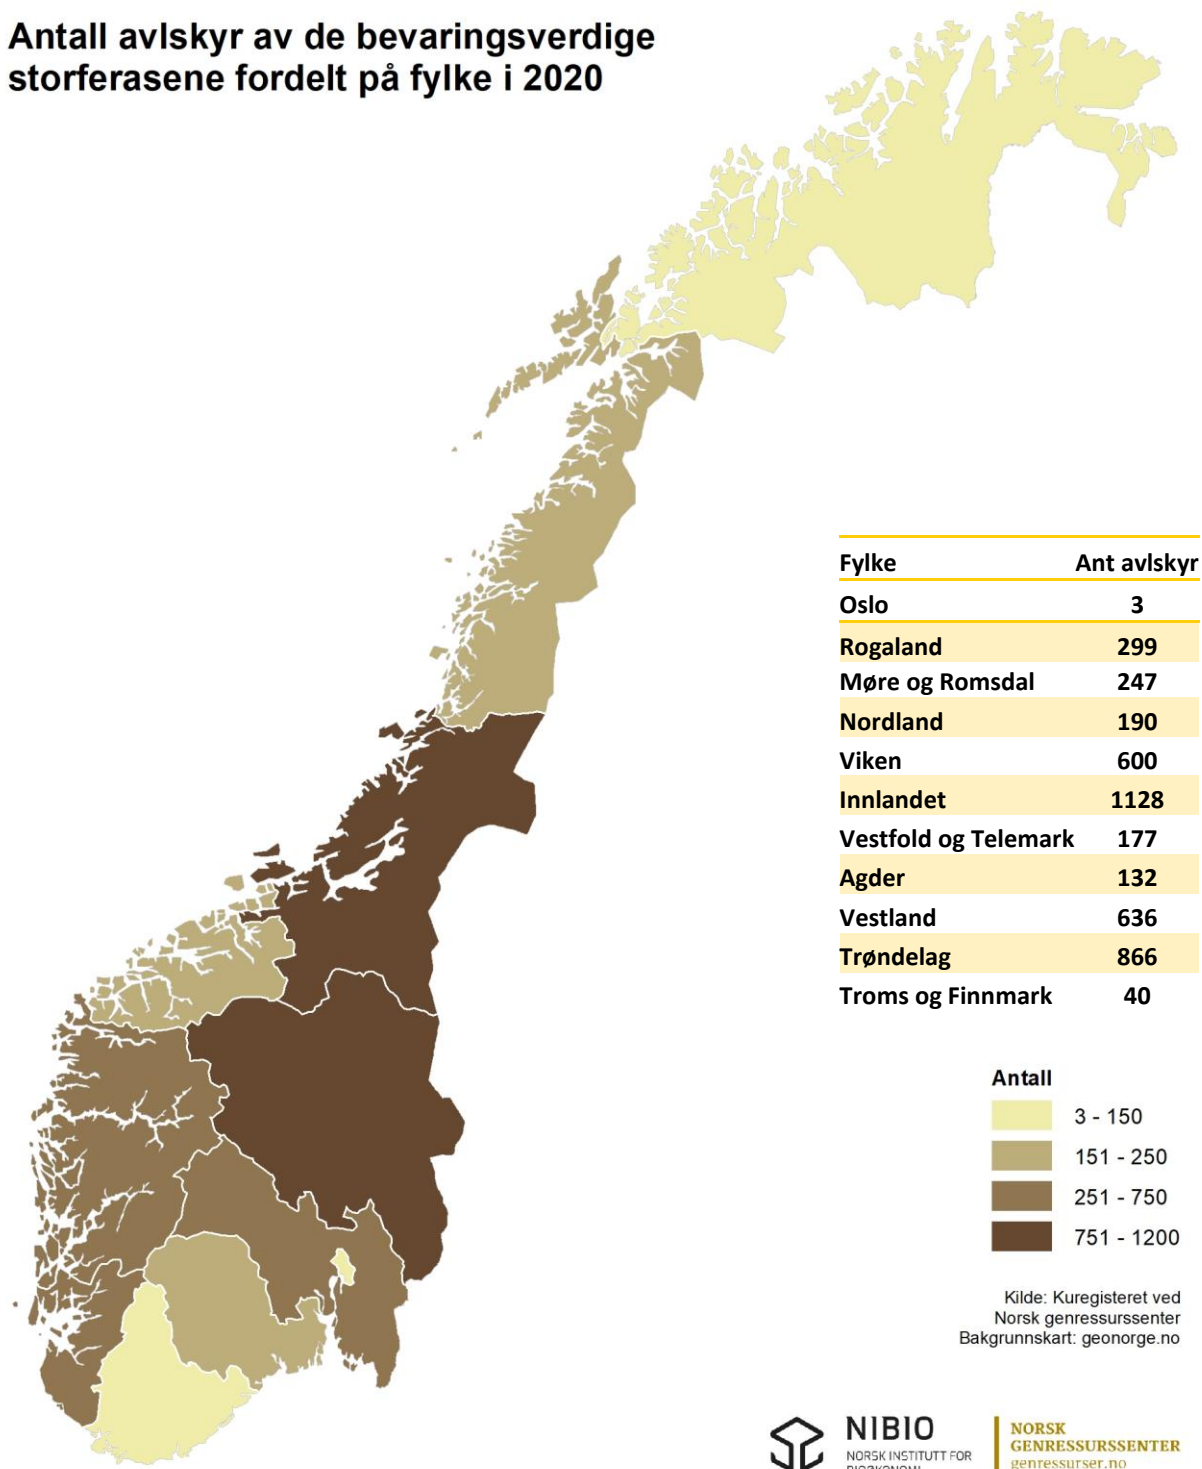 Antall avlskyr av de bevaringsverdige
storferasene fordelt på fylke i 2020
Fylke Ant avlskyr
Oslo 3
Rogaland 299
Møre og Romsdal 247
Nordland 190
Viken 600
Innlandet 1128
Vestfold og Telemark 177
Agder 132
Vestland 636
Trøndelag 866
Troms og Finnmark 40
Antall
3 - 150
151 - 250
251 - 750
751 - 1200
Kilde: Kuregisteret ved
Norsk genressurssenter
Bakgrunnskart: geonorge.no
NIBIO
NORSK INSTITUTT FOR
BIOØKONOMI
NORSK
GENRESSURSSENTER
genressurser.no